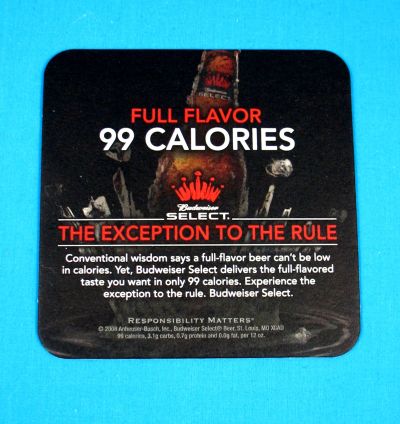 Budweiser
SELECT
FULL FLAVOR
99 CALORIES
Budweiser
SELECT.
THE EXCEPTION TO THE RULE
Conventional wisdom says a full-flavor beer can't be low
in calories. Yet, Budweiser Select delivers the full-flavored
taste you want in only 99 calories. Experience the
exception to the rule. Budweiser Select.
RESPONSIBILITY MATTERS®
© 2008 Anheuser-Busch, Inc., Budweiser Select® Beer, St. Louis, MO
99 calories, 3.1g carbs, 0.7g protein and 0.0g fat, per 12 oz.